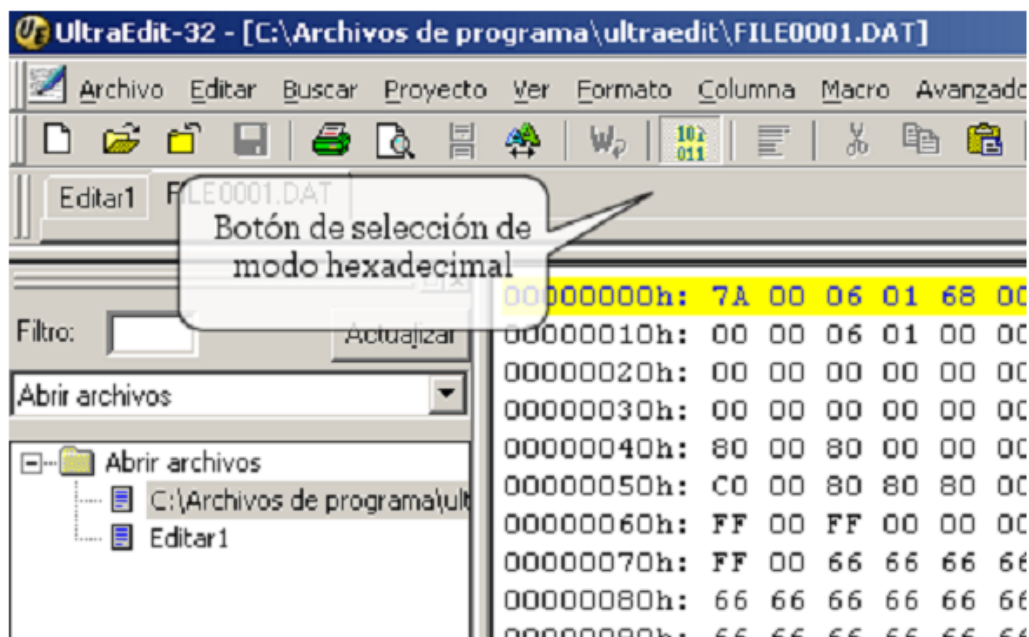 UltraEdit-32 - [C:\Archivos de programa\ultraedit\FILE0001.DAT]
Archivo Editar Buscar Proyecto Ver Formato Columna Macro Avanzado
Editar1 FILE0001.DAT
Botón de selección de
modo hexadecimal
Filtro: Actualizar
Abrir archivos
Abrir archivos
C:\Archivos de programa\ult
Editar1
00000000h: 7A 00 06 01 68 00
00000010h: 00 00 06 01 00 00
00000020h: 00 00 00 00 00 00
00000030h: 00 00 00 00 00 00
00000040h: 80 00 80 00 00 00
00000050h: C0 00 80 80 80 00
00000060h: FF 00 FF 00 00 00
00000070h: FF 00 66 66 66 66
00000080h: 66 66 66 66 66 66